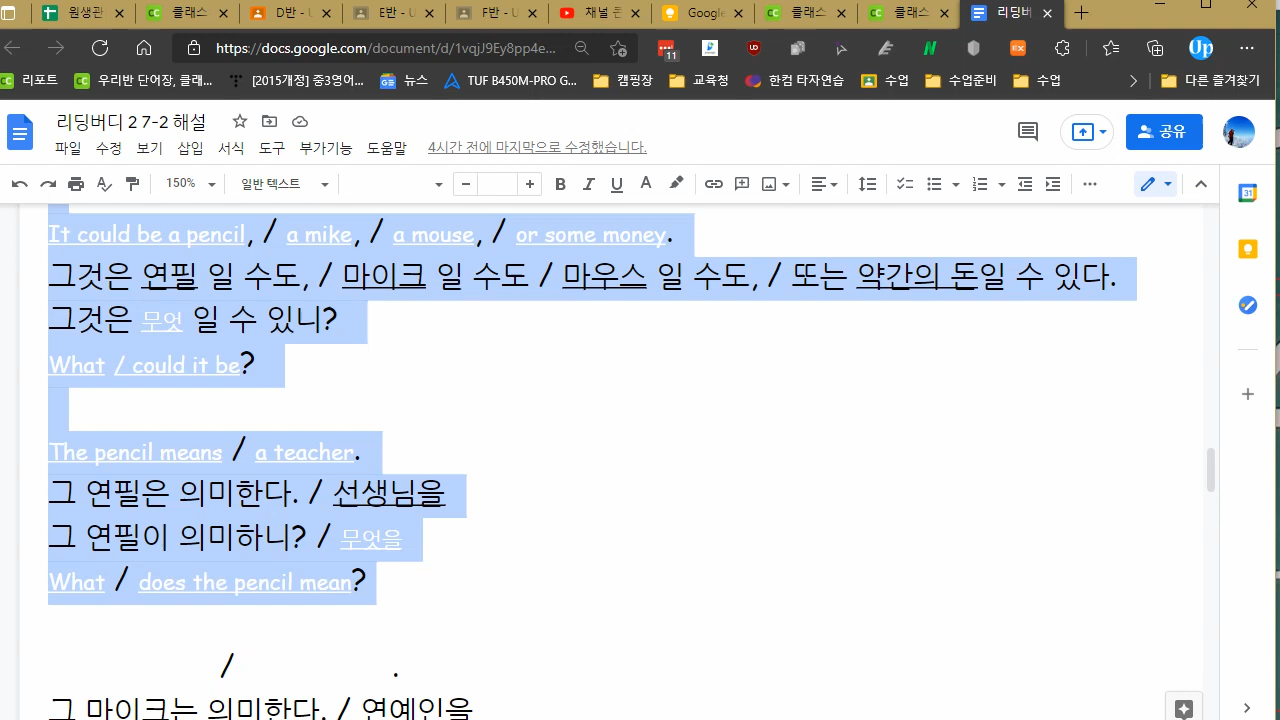 원생관
클래스
D반 - U
E반 - U
F반 - U
채널 콘
Google
클래스
클래스
리딩버
https://docs.google.com/document/d/1vqjJ9Ey8pp4e...
11
Up
리포트
우리반 단어장, 클래...
[2015개정] 중3영어...
뉴스
TUF B450M-PRO G...
캠핑장
교육청
한컴 타자연습
수업
수업준비
수업
다른 즐겨찾기
리딩버디 2 7-2 해설
파일 수정 보기 삽입 서식 도구 부가기능 도움말 4시간 전에 마지막으로 수정했습니다.
공유
150%
일반 텍스트
It could be a pencil, / a mike, / a mouse, / or some money.
그것은 연필 일 수도, / 마이크 일 수도 / 마우스 일 수도, / 또는 약간의 돈일 수 있다.
그것은 무엇 일 수 있니?
What / could it be?
The pencil means / a teacher.
그 연필은 의미한다. / 선생님을
그 연필이 의미하니? / 무엇을
What / does the pencil mean?
/ .
그 마이크는 의미한다. / 연예인을